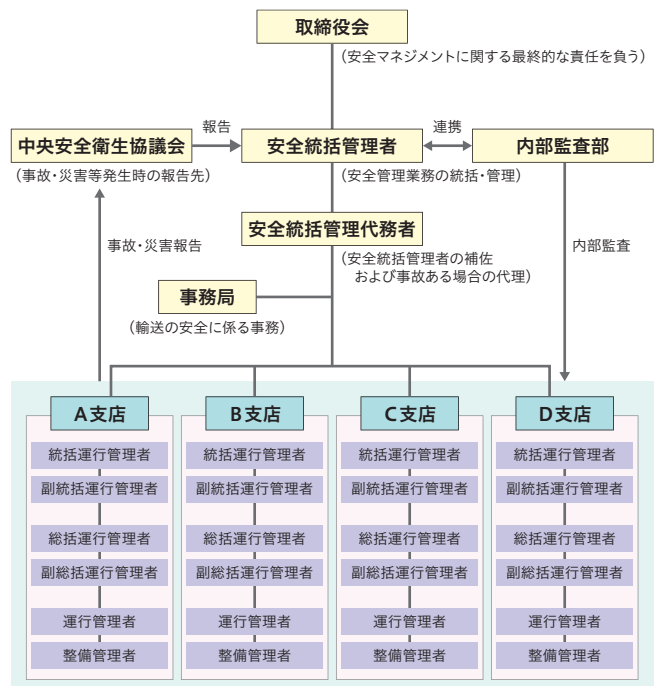 取締役会
（安全マネジメントに関する最終的な責任を負う）
報告
連携
中央安全衛生協議会
安全統括管理者
内部監査部
（事故・災害等発生時の報告先）
（安全管理業務の統括・管理）
安全統括管理代務者
事故・災害報告
内部監査
（安全統括管理者の補佐
および事故ある場合の代理）
事務局
（輸送の安全に係る事務）
A支店
統括運行管理者
副統括運行管理者
総括運行管理者
副総括運行管理者
運行管理者
整備管理者
B支店
統括運行管理者
副統括運行管理者
総括運行管理者
副総括運行管理者
運行管理者
整備管理者
C支店
統括運行管理者
副統括運行管理者
総括運行管理者
副総括運行管理者
運行管理者
整備管理者
D支店
統括運行管理者
副統括運行管理者
総括運行管理者
副総括運行管理者
運行管理者
整備管理者